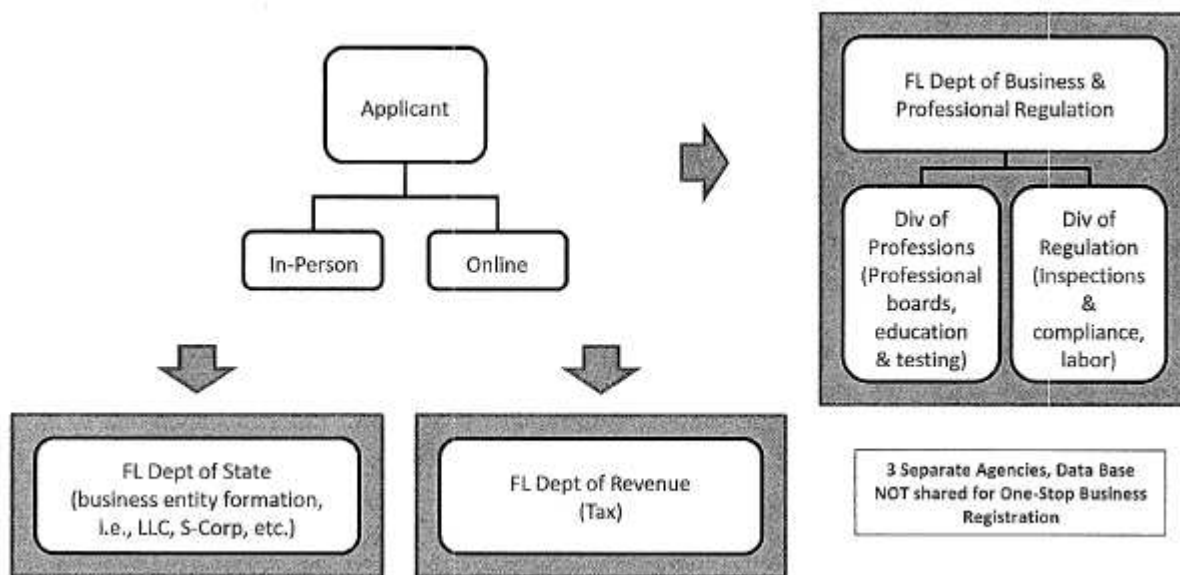 Applicant
In-Person
Online
FL Dept of Business &
Professional Regulation
Div of
Professions
(Professional
boards,
education
& testing)
Div of
Regulation
(inspections
&
compliance,
labor)
FL Dept of State
(business entity formation,
i.e., LLC, S-Corp, etc.)
FL Dept of Revenue
(Tax)
3 Separate Agencies, Data Base
NOT shared for One-Stop Business
Registration